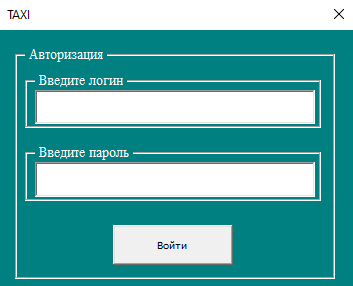 TAXI
Авторизация
Введите логин
Введите пароль
Войти